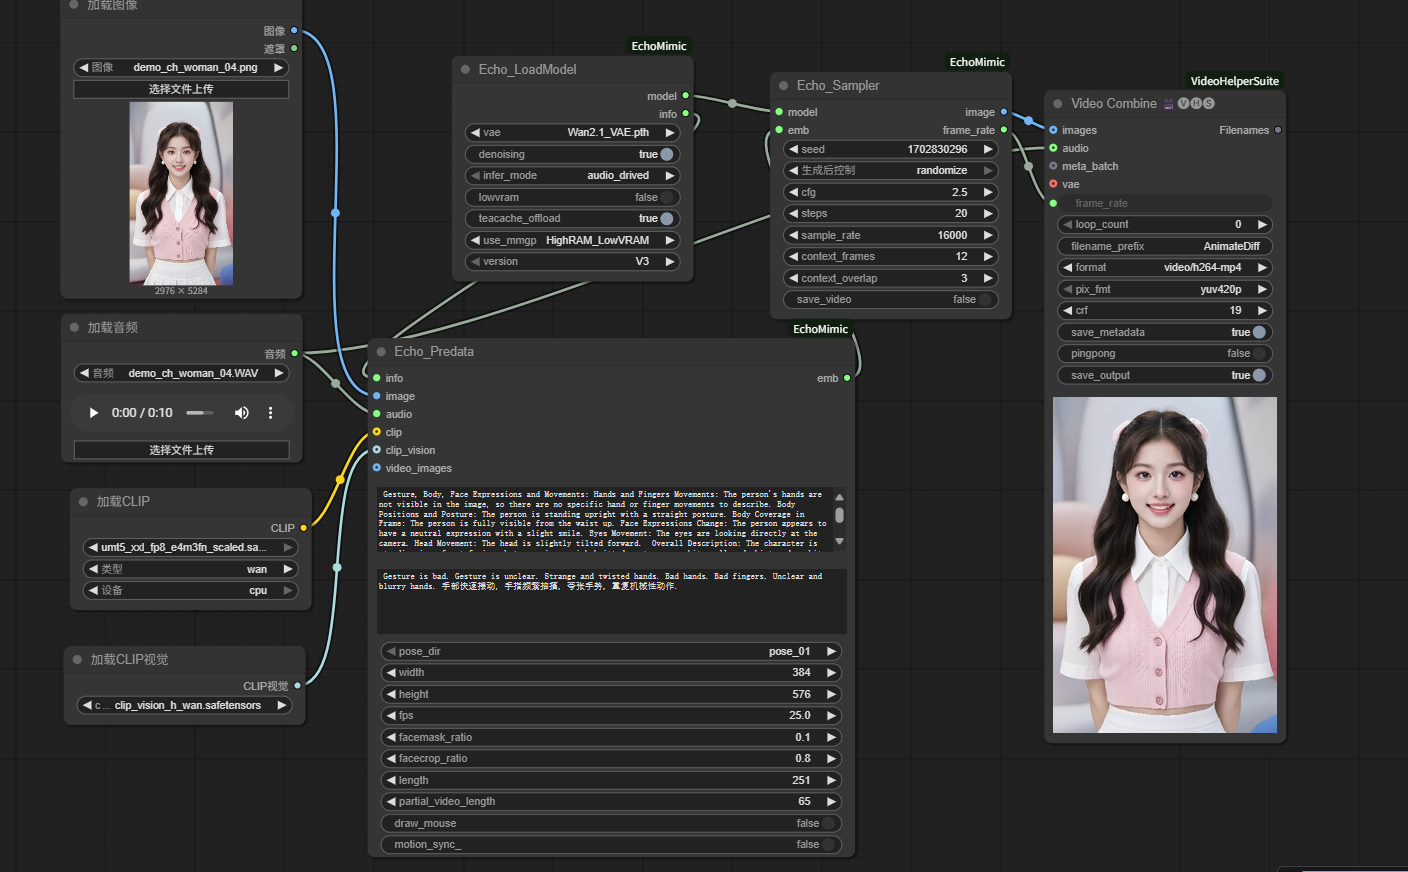 加载图像
图像
遮罩
图像 demo_ch_woman_04.png
选择文件上传
2976 × 5284
加载音频
音频
音频 demo_ch_woman_04.WAV
0:00 / 0:10
选择文件上传
加载CLIP
CLIP
umt5_xxl_fp8_e4m3fn_scaled.sa...
类型 wan
设备 cpu
加载CLIP视觉
CLIP视觉
c ... clip_vision_h_wan.safetensors
EchoMimic
Echo_LoadModel
model
info
vae Wan2.1_VAE.pth
denoising true
infer_mode audio_drived
lowvram false
teacache_offload true
use_mmgp HighRAM_LowVRAM
version V3
EchoMimic
Echo_Predata
info emb
image
audio
clip
clip_vision
video_images
Gesture, Body, Face Expressions and Movements: Hands and Fingers Movements: The person's hands are
not visible in the image, so there are no specific hand or finger movements to describe. Body
Positions and Posture: The person is standing upright with a straight posture. Body Coverage in
Frame: The person is fully visible from the waist up. Face Expressions Change: The person appears to
have a neutral expression with a slight smile. Eyes Movement: The eyes are looking directly at the
camera. Head Movement: The head is slightly tilted forward.  Overall Description: The character is
Gesture is bad. Gesture is unclear. Strange and twisted hands. Bad hands. Bad fingers. Unclear and
blurry hands. 手部快速摆动, 手指频繁抽搐, 夸张手势, 重复机械性动作.
pose_dir pose_01
width 384
height 576
fps 25.0
facemask_ratio 0.1
facecrop_ratio 0.8
length 251
partial_video_length 65
draw_mouse false
motion_sync_ false
EchoMimic
Echo_Sampler
model image
emb frame_rate
seed 1702830296
生成后控制 randomize
cfg 2.5
steps 20
sample_rate 16000
context_frames 12
context_overlap 3
save_video false
VideoHelperSuite
Video Combine 🎥🅥🅗🅢
images Filenames
audio
meta_batch
vae
frame_rate
loop_count 0
filename_prefix AnimateDiff
format video/h264-mp4
pix_fmt yuv420p
crf 19
save_metadata true
pingpong false
save_output true